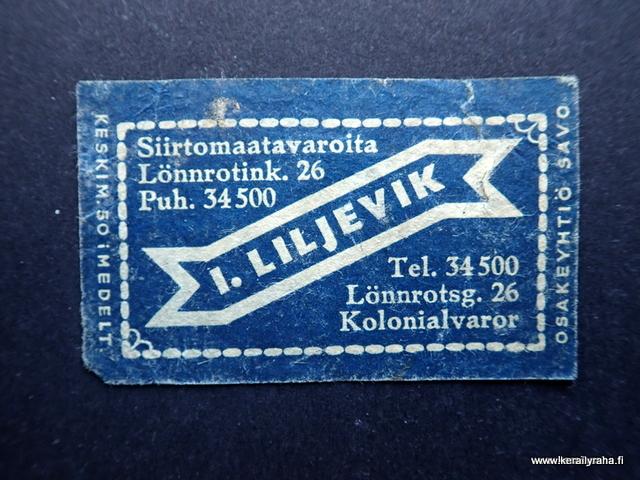 KESKIM. 50 i MEDELT.
Siirtomaatavaroita
Lönnrotink. 26
Puh. 34 500
I. LILJEVIK
Tel. 34 500
Lönnrotsg. 26
Kolonialvaror
OSAKEYHTIÖ SAVO
www.kerailyraha.fi